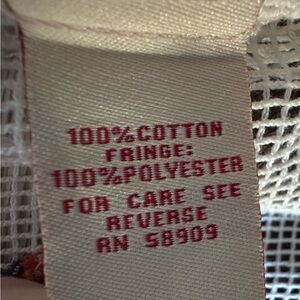 100%COTTON
FRINGE:
100%POLYESTER
FOR CARE SEE
REVERSE
RN 58909